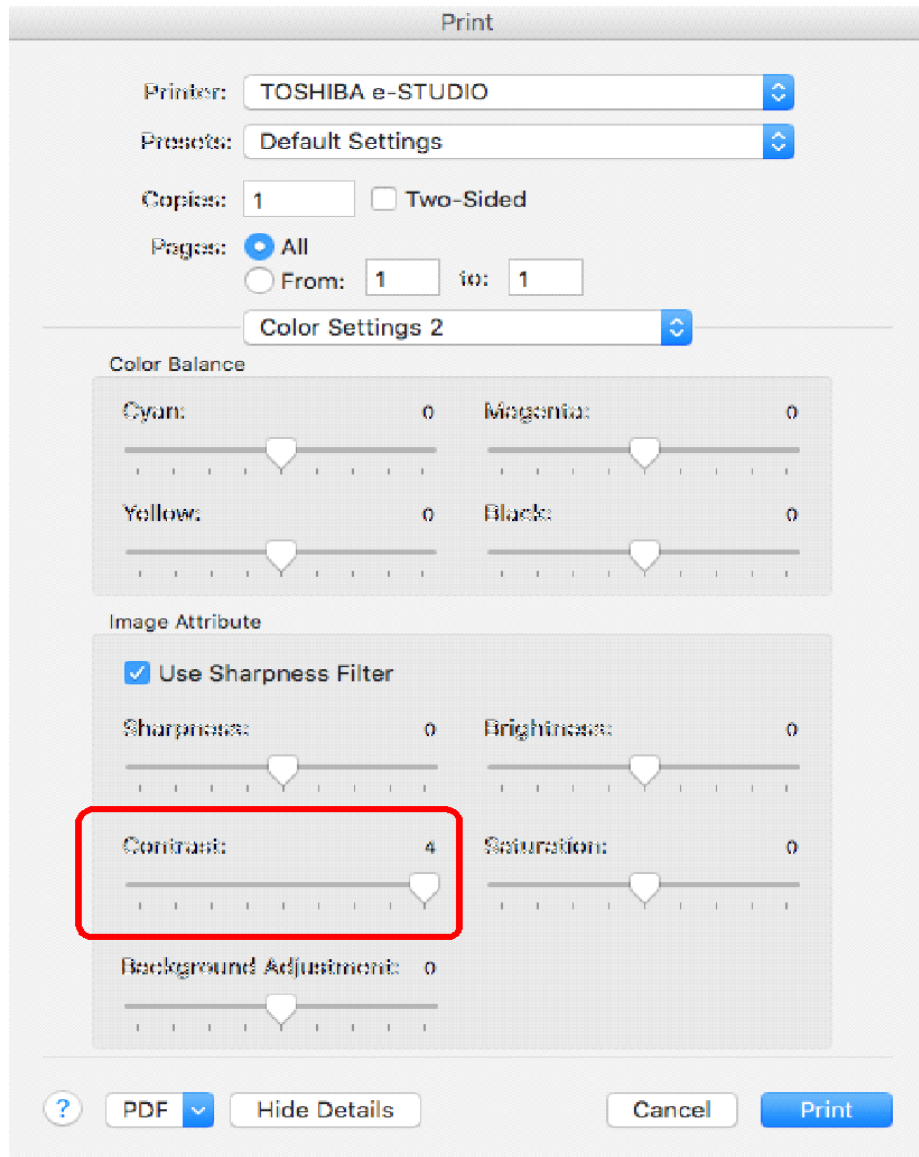 Print
Printer: TOSHIBA e-STUDIO
Presets: Default Settings
Copies: 1 Two-Sided
Pages: All
From: 1 to: 1
Color Settings 2
Color Balance
Cyan: 0 Magenta: 0
Yellow: 0 Black: 0
Image Attribute
Use Sharpness Filter
Sharpness: 0 Brightness: 0
Contrast: 4 Saturation: 0
Background Adjustment: 0
? PDF Hide Details Cancel Print